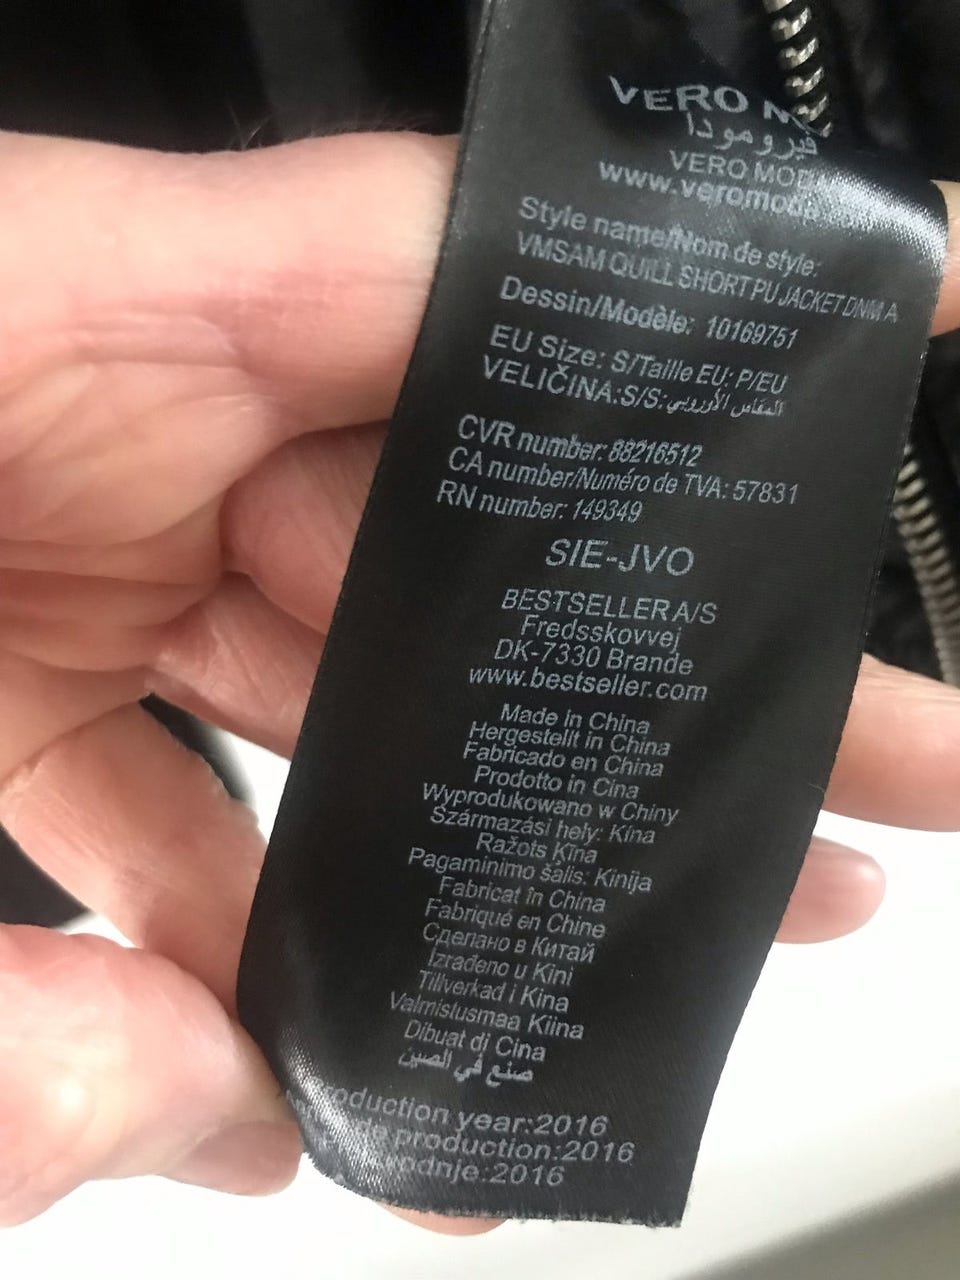 VERO
فيرومودا
VERO MODA
www.veromoda
Style name/Nom de style:
VMSAM QUILL SHORT PU JACKET DNM A
Dessin/Modèle: 10169751
EU Size: S/Taille EU: P/EU
VELIČINA:S/S:المقاس الأوروبي
CVR number: 88216512
CA number/Numéro de TVA: 57831
RN number: 149349
SIE-JVO
BESTSELLER A/S
Fredsskovvej
DK-7330 Brande
www.bestseller.com
Made in China
Hergestellt in China
Fabricado en China
Prodotto in Cina
Wyprodukowano w Chiny
Származási hely: Kína
Ražots Ķīna
Pagaminimo šalis: Kinija
Fabricat în China
Fabriqué en Chine
Сделано в Китай
Izrađeno u Kini
Tillverkad i Kina
Valmistusmaa Kiina
Dibuat di Cina
صنع في الصين
roduction year:2016
de production:2016
zvodnje:2016